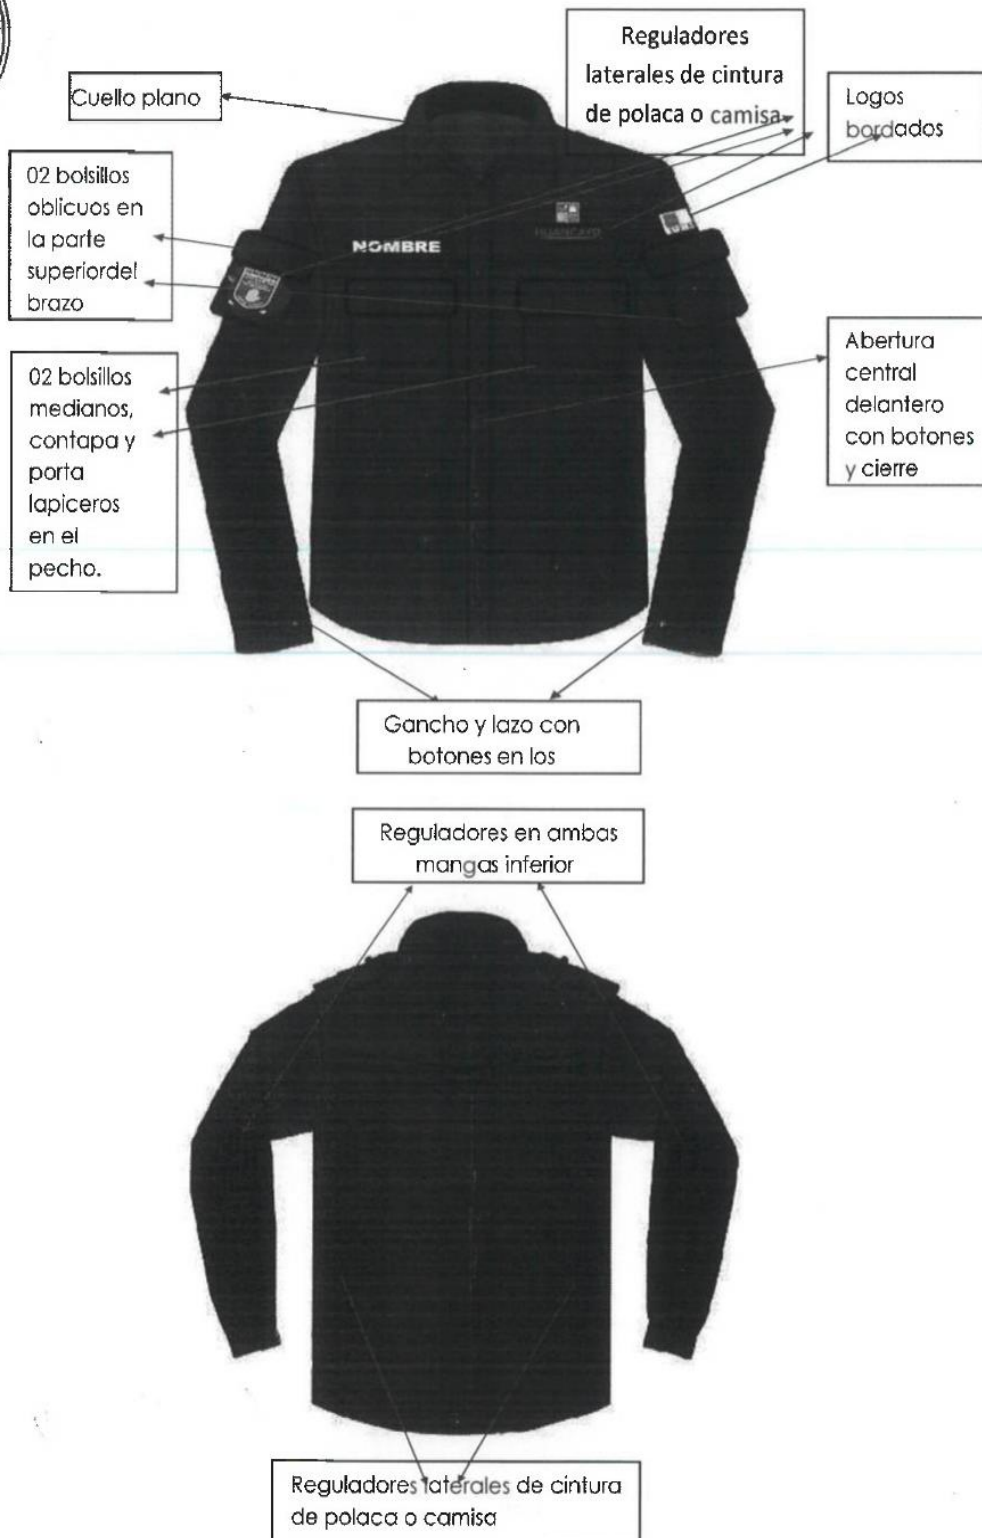 Reguladores
laterales de cintura
de polaca o camisa
Cuello plano
Logos
bordados
02 bolsillos
oblicuos en
la parte
superiordel
brazo
NOMBRE
HUANCAYO
02 bolsillos
medianos,
contapa y
porta
lapiceros
en el
pecho.
Abertura
central
delantero
con botones
y cierre
Gancho y lazo con
botones en los
Reguladores en ambas
mangas inferior
Reguladores laterales de cintura
de polaca o camisa